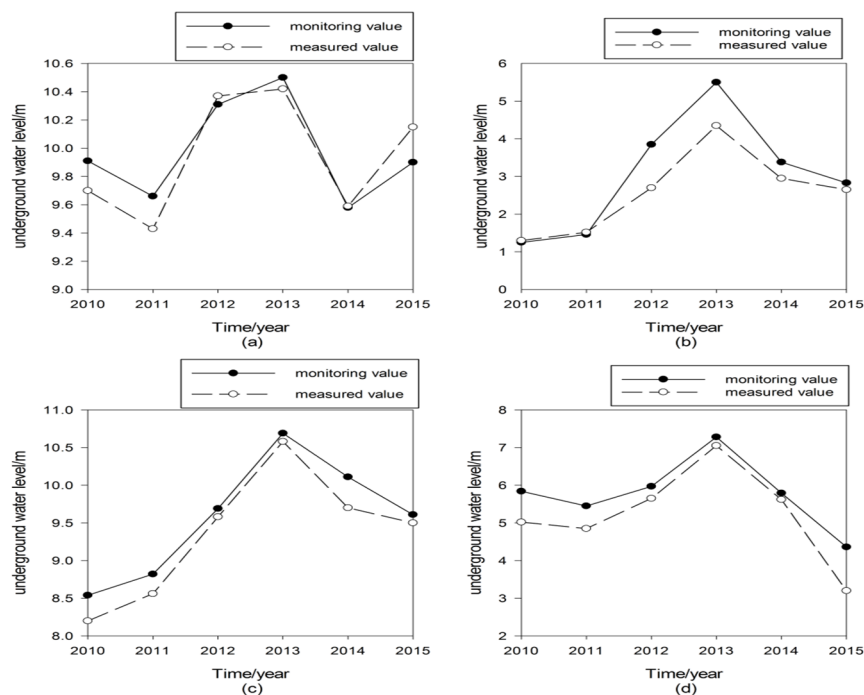 monitoring value
measured value
underground water level/m
10.6
10.4
10.2
10.0
9.8
9.6
9.4
9.2
9.0
2010 2011 2012 2013 2014 2015
Time/year
(a)
monitoring value
measured value
underground water level/m
6
5
4
3
2
1
0
2010 2011 2012 2013 2014 2015
Time/year
(b)
monitoring value
measured value
underground water level/m
11.0
10.5
10.0
9.5
9.0
8.5
8.0
2010 2011 2012 2013 2014 2015
Time/year
(c)
monitoring value
measured value
underground water level/m
8
7
6
5
4
3
2
2010 2011 2012 2013 2014 2015
Time/year
(d)